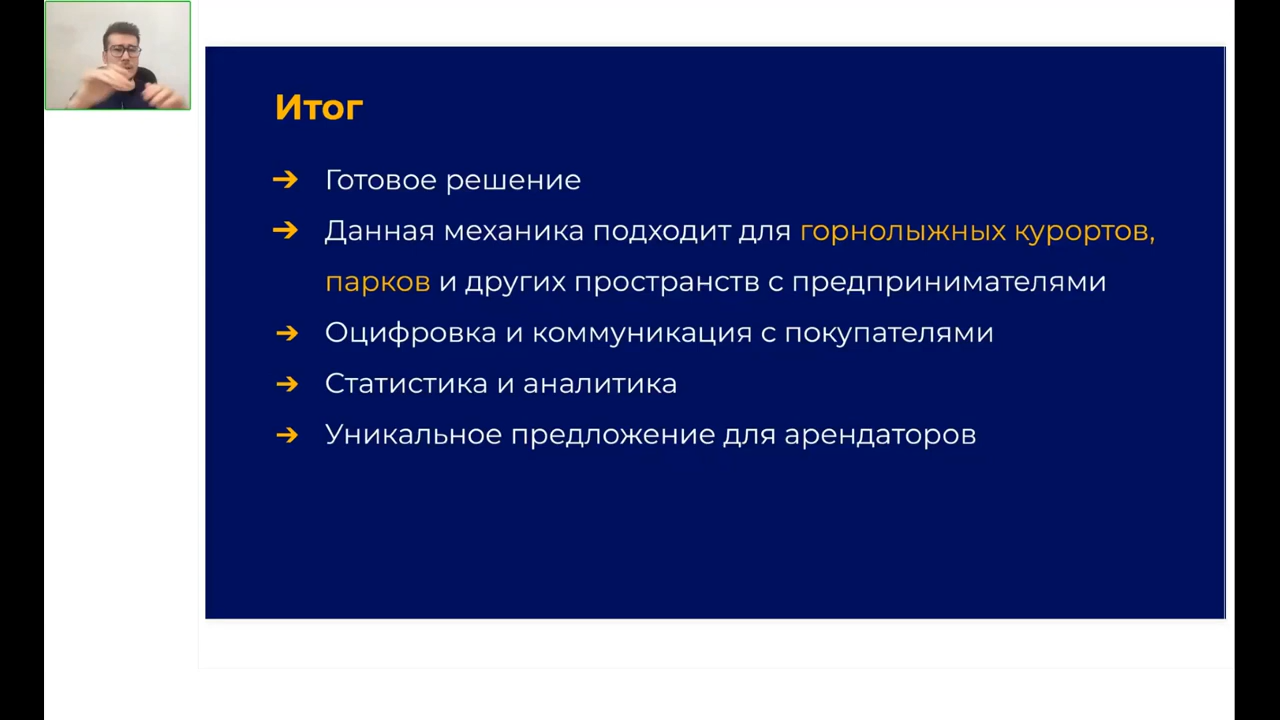 Итог
➔ Готовое решение
➔ Данная механика подходит для горнолыжных курортов,
парков и других пространств с предпринимателями
➔ Оцифровка и коммуникация с покупателями
➔ Статистика и аналитика
➔ Уникальное предложение для арендаторов